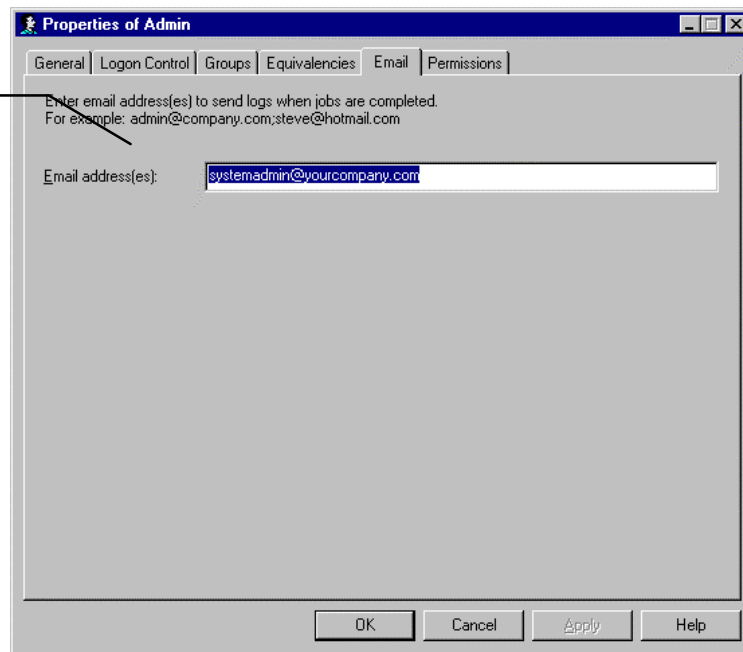 Properties of Admin
General Logon Control Groups Equivalencies Email Permissions
Enter email address(es) to send logs when jobs are completed.
For example: admin@company.com;steve@hotmail.com
Email address(es): systemadmin@yourcompany.com
OK Cancel Apply Help